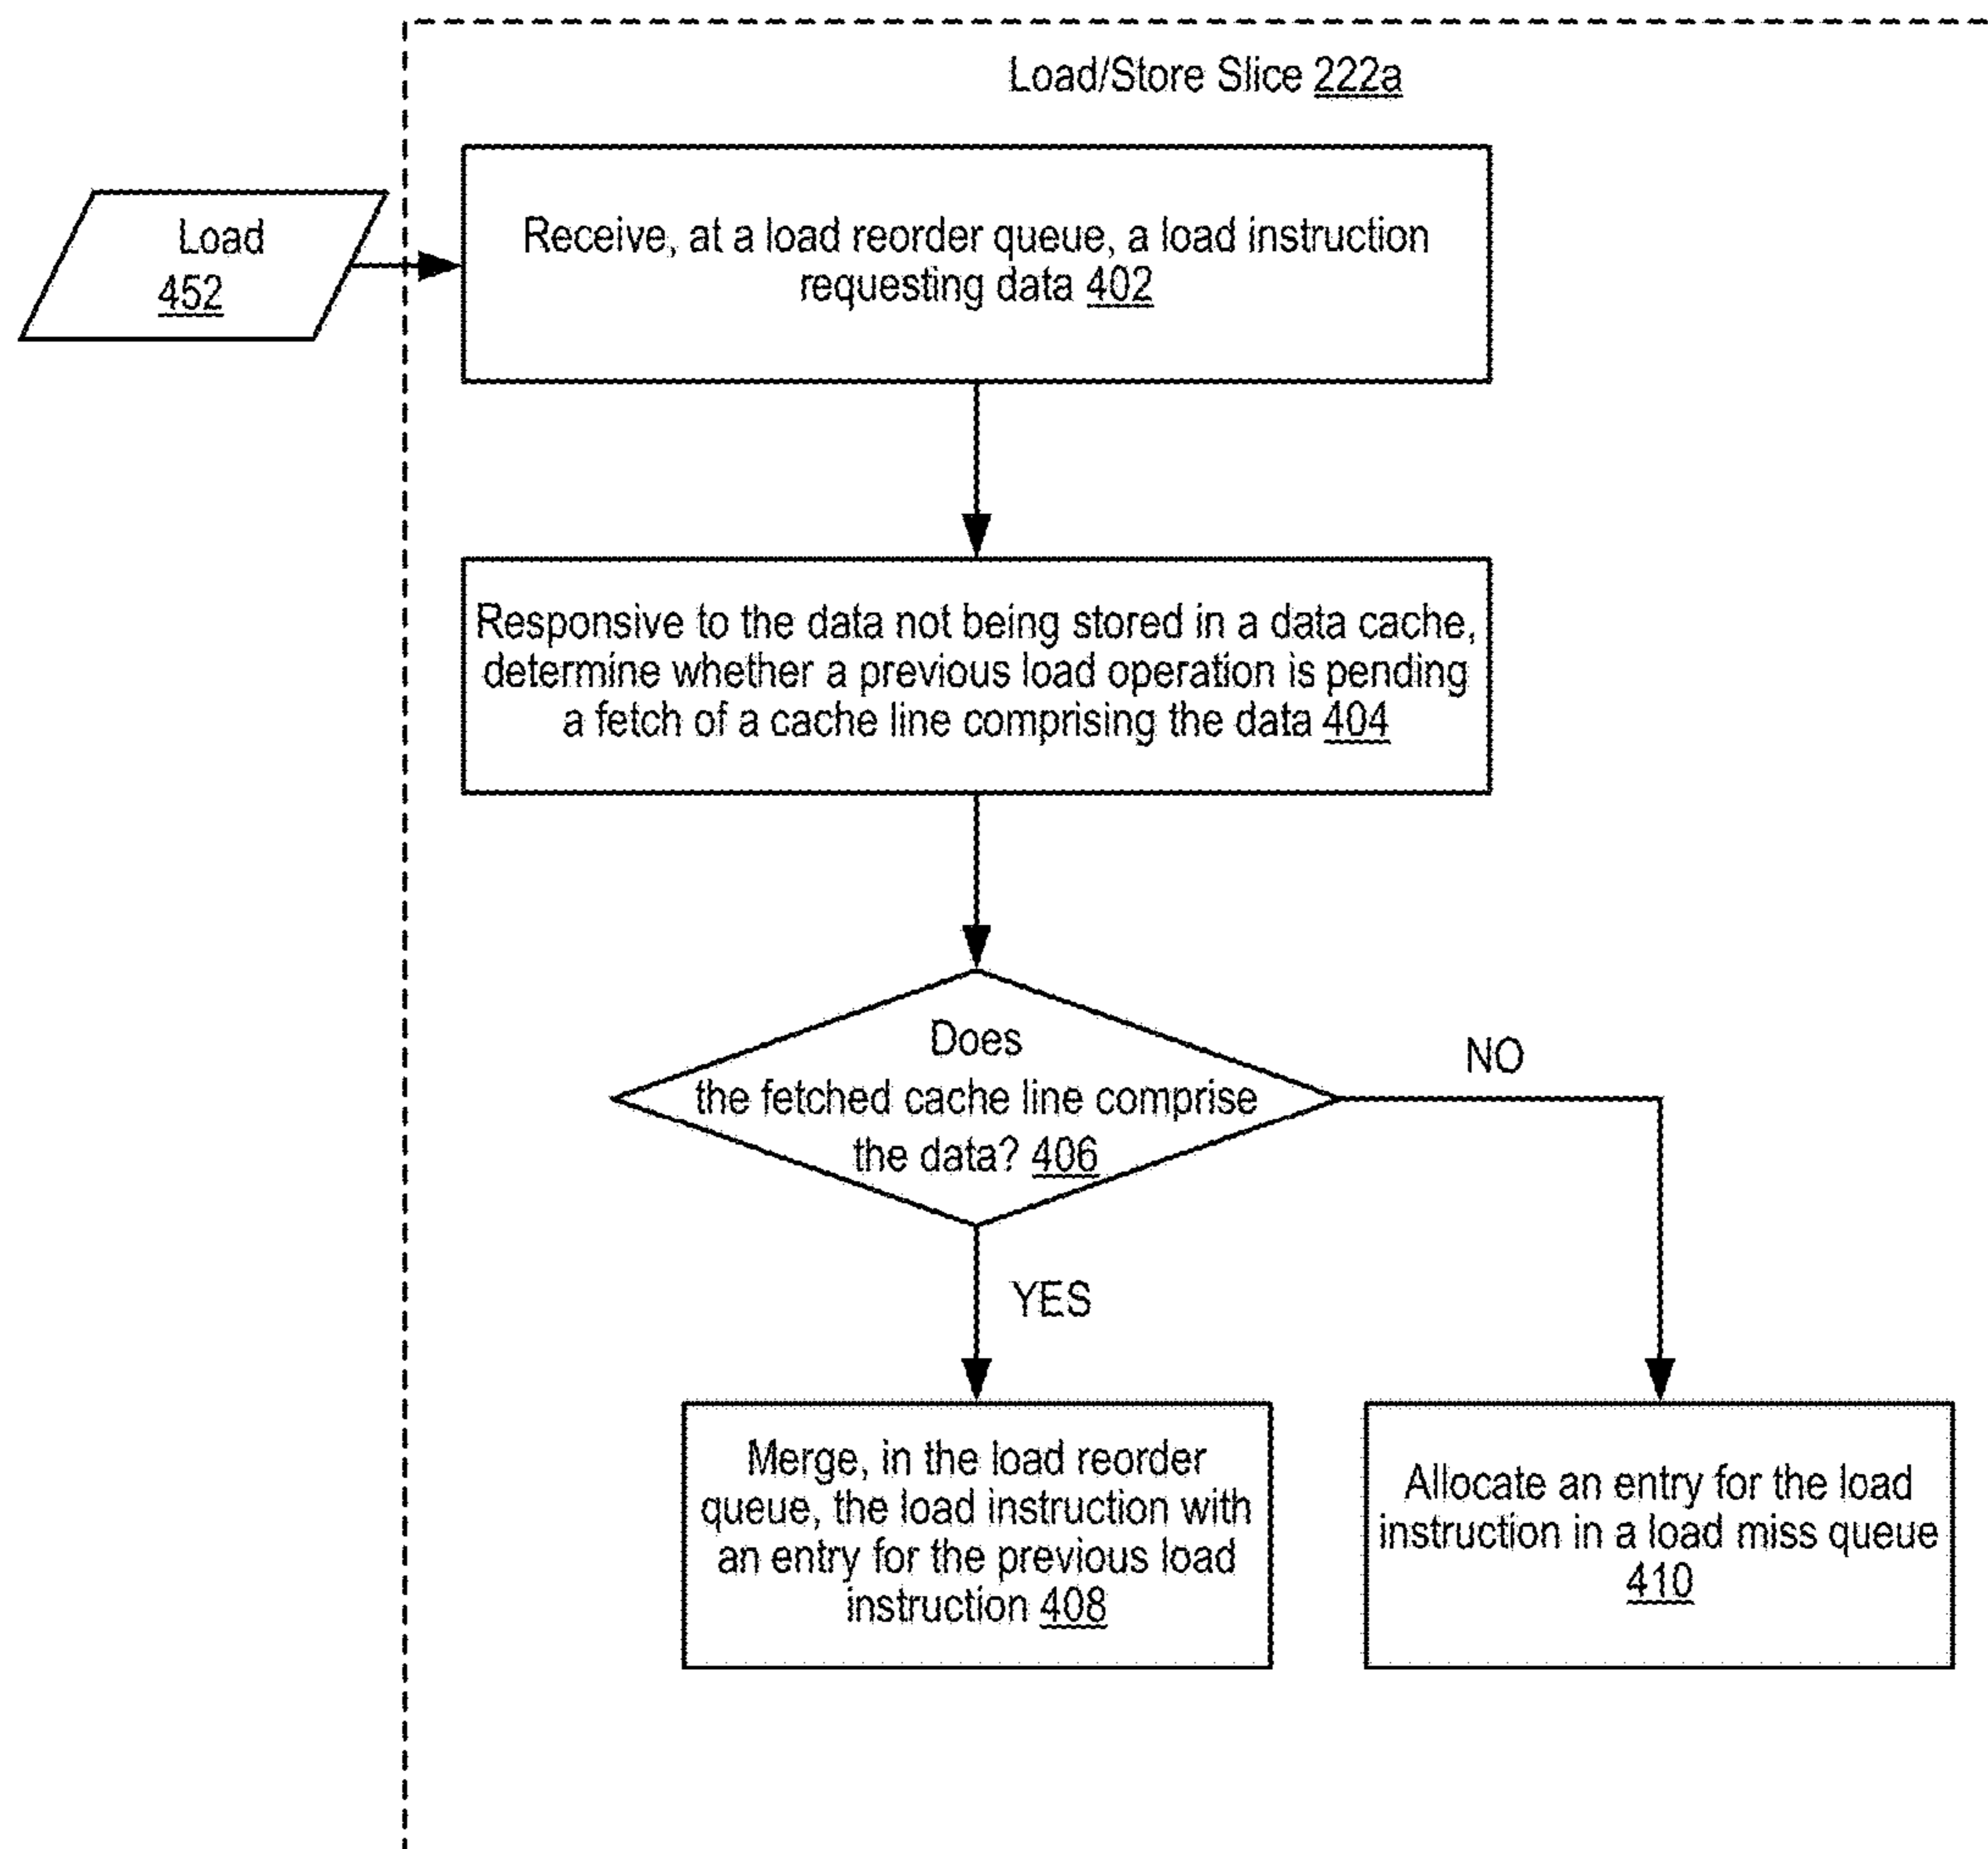 Load/Store Slice 222a
Load
452
Receive, at a load reorder queue, a load instruction
requesting data 402
Responsive to the data not being stored in a data cache,
determine whether a previous load operation is pending
a fetch of a cache line comprising the data 404
Does
the fetched cache line comprise
the data? 406
NO
YES
Merge, in the load reorder
queue, the load instruction with
an entry for the previous load
instruction 408
Allocate an entry for the load
instruction in a load miss queue
410